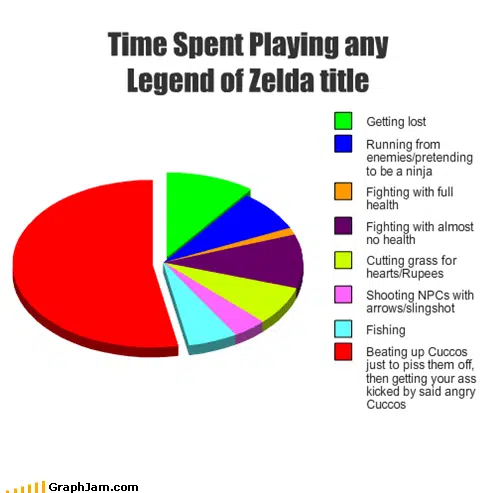 Time Spent Playing any
Legend of Zelda title
Getting lost
Running from
enemies/pretending
to be a ninja
Fighting with full
health
Fighting with almost
no health
Cutting grass for
hearts/Rupees
Shooting NPCs with
arrows/slingshot
Fishing
Beating up Cuccos
just to piss them off,
then getting your ass
kicked by said angry
Cuccos
GraphJam.com